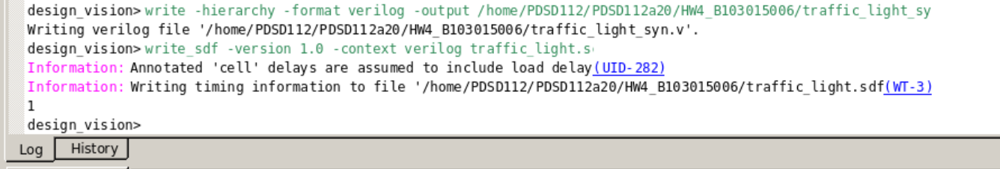 design_vision> write -hierarchy -format verilog -output /home/PDSD112/PDSD112a20/HW4_B103015006/traffic_light_sy
Writing verilog file '/home/PDSD112/PDSD112a20/HW4_B103015006/traffic_light_syn.v'.
design_vision> write_sdf -version 1.0 -context verilog traffic_light.s
Information: Annotated 'cell' delays are assumed to include load delay(UID-282)
Information: Writing timing information to file '/home/PDSD112/PDSD112a20/HW4_B103015006/traffic_light.sdf(WT-3)
1
design_vision>
Log History